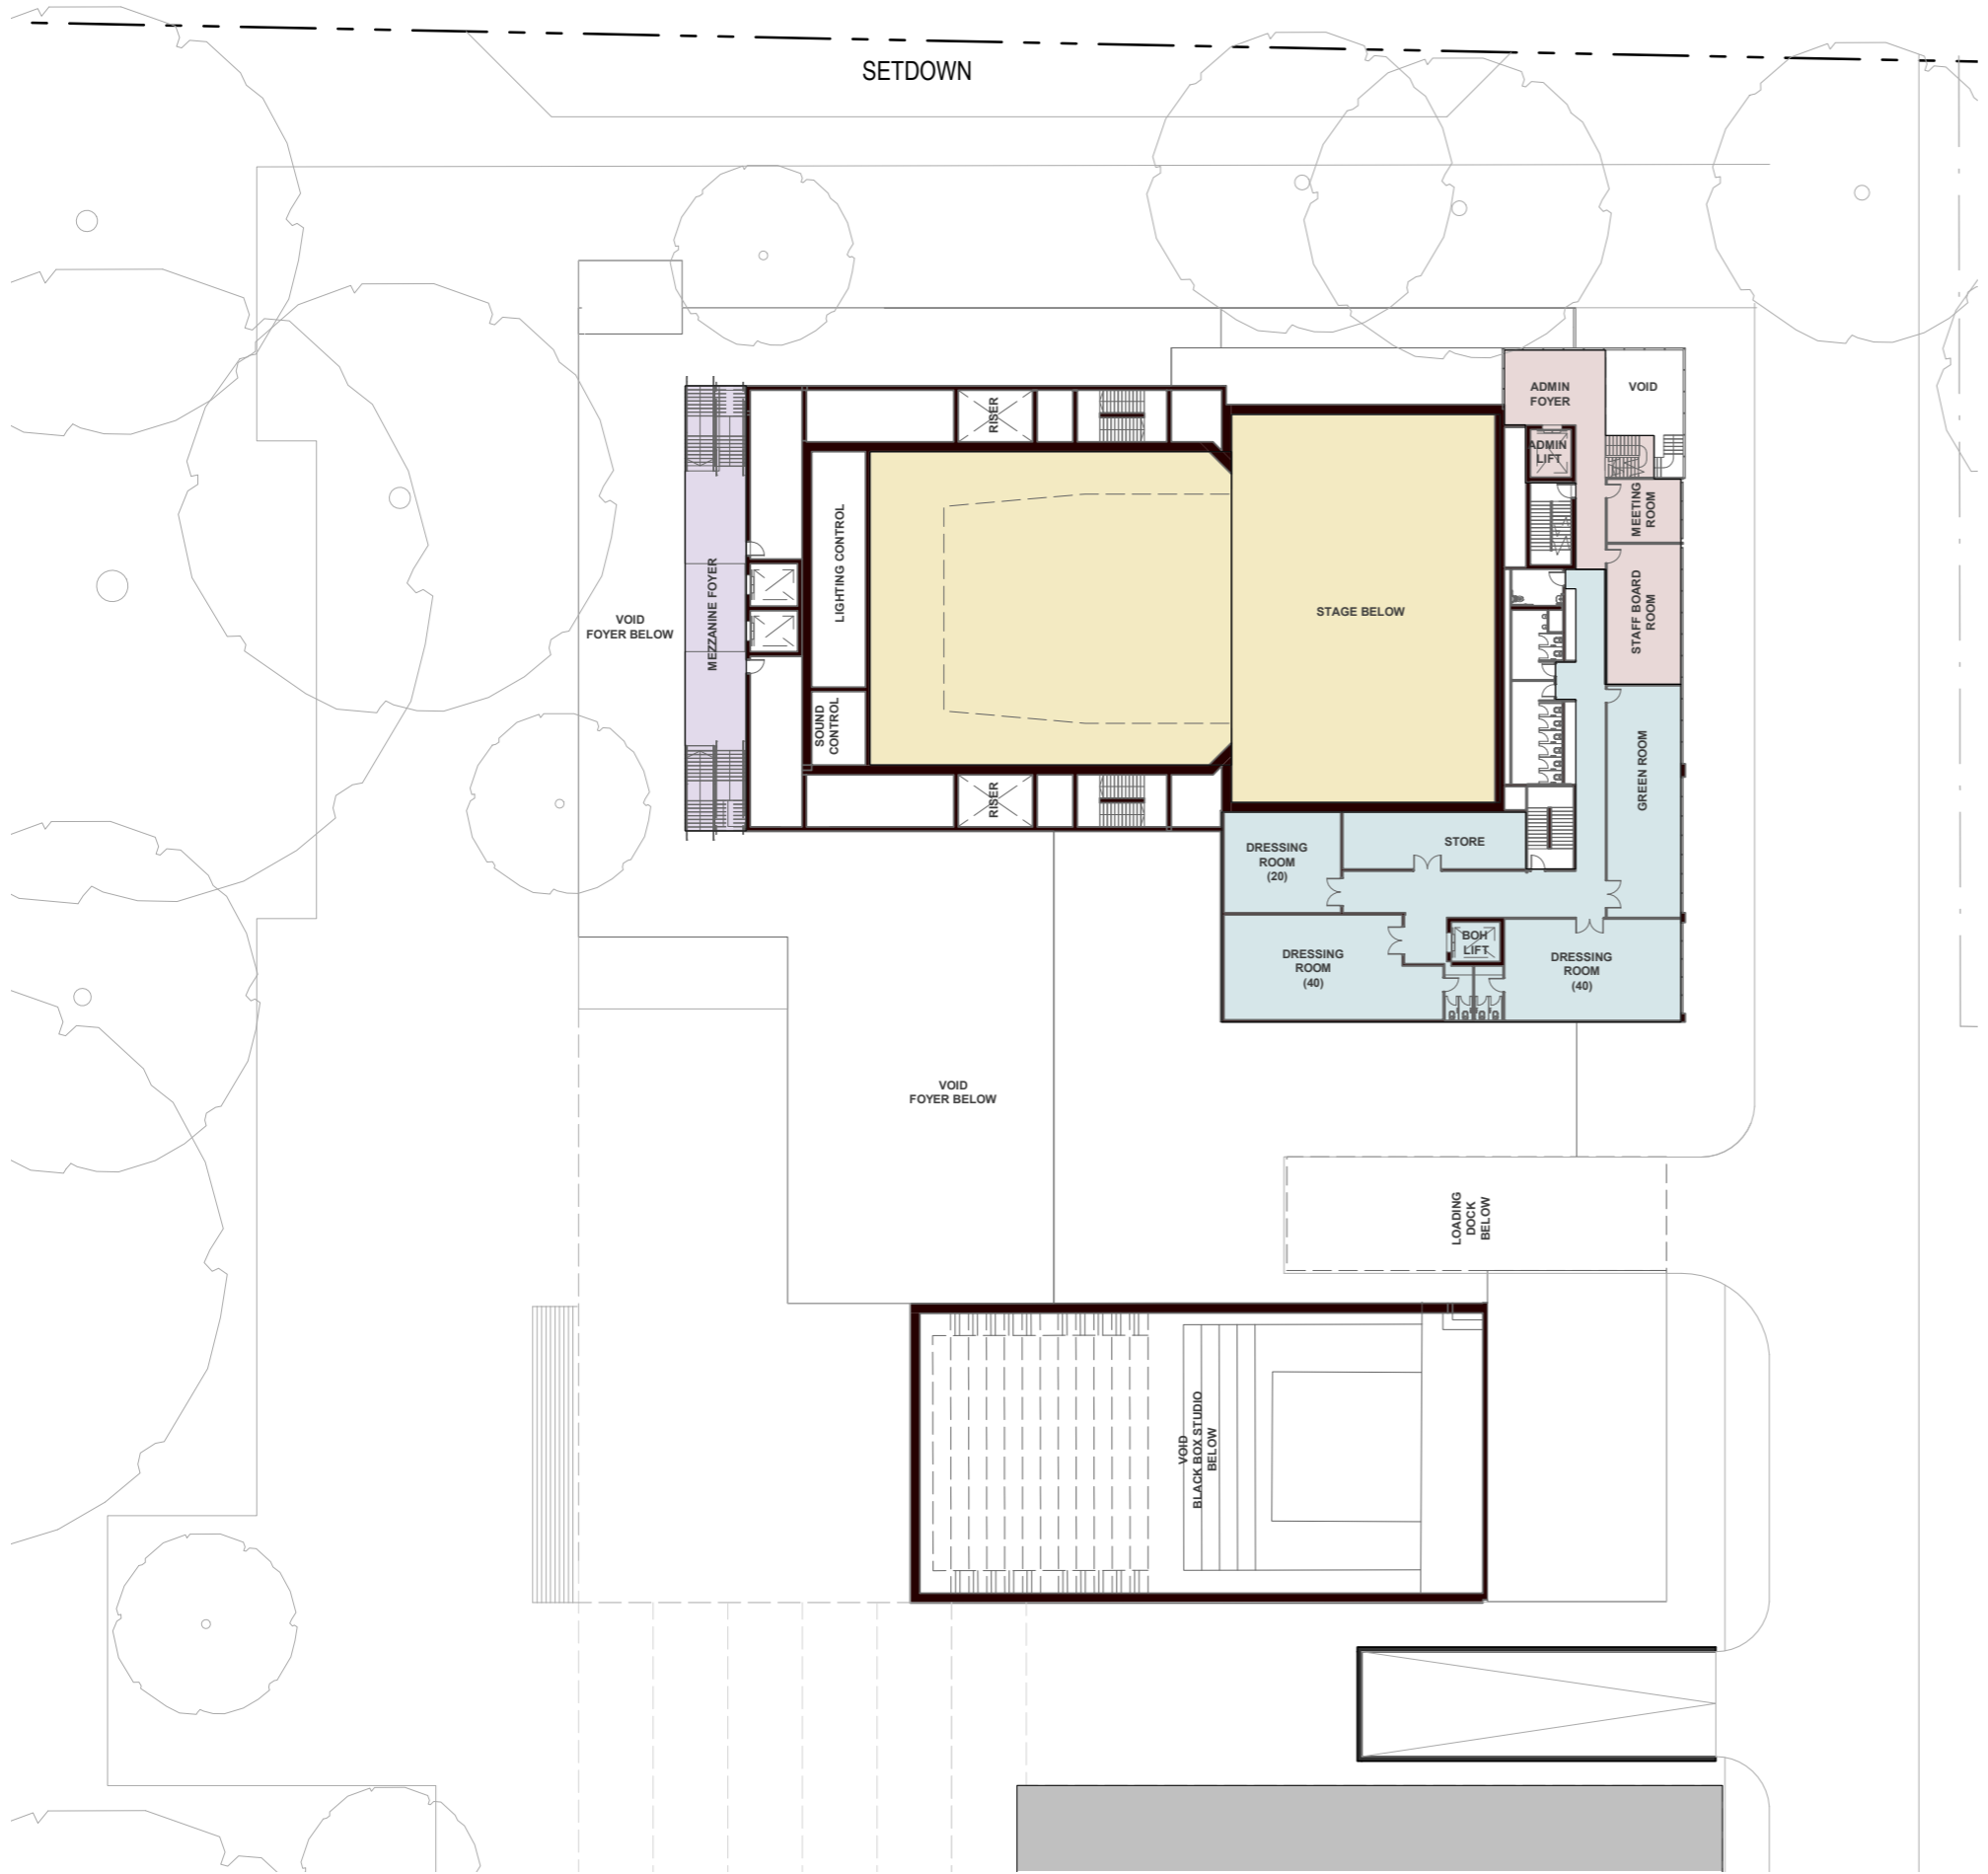 SETDOWN
ADMIN
FOYER
VOID
RISER
ADMIN
LIFT
MEETING
ROOM
LIGHTING CONTROL
MEZZANINE FOYER
STAFF BOARD
ROOM
STAGE BELOW
VOID
FOYER BELOW
SOUND
CONTROL
GREEN ROOM
RISER
STORE
DRESSING
ROOM
(20)
BOH
LIFT
DRESSING
ROOM
(40)
DRESSING
ROOM
(40)
VOID
FOYER BELOW
LOADING
DOCK
BELOW
VOID
BLACK BOX STUDIO
BELOW